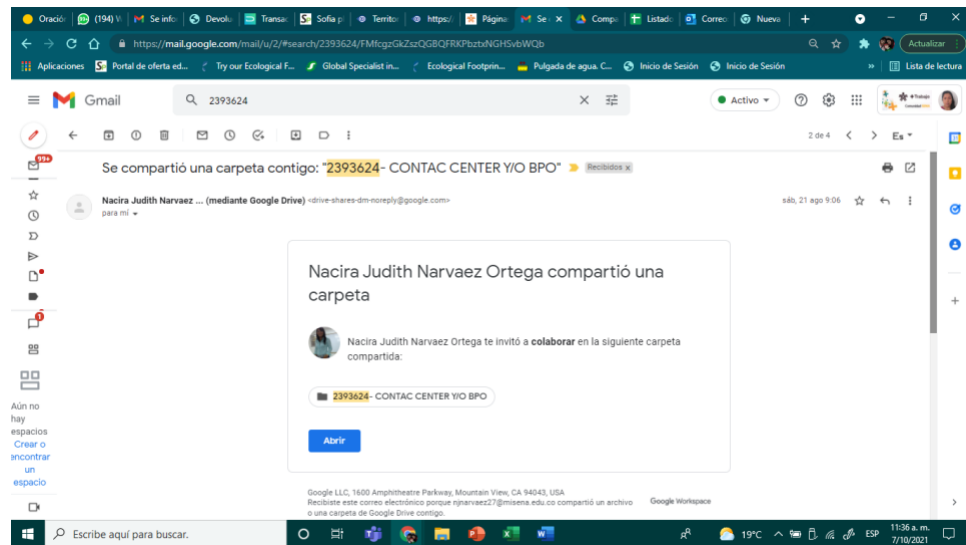 Oración
(194) W
Se infor
Devolu
Transac
Sofia p
Territor
https:/
Página
Se
Compa
Listado
Correo
Nueva
https://mail.google.com/mail/u/2/#search/2393624/FMfcgzGkZszQGBQFRKPbztxNGHSvbWQb
Actualizar
Aplicaciones
Portal de oferta ed...
Try our Ecological F...
Global Specialist in...
Ecological Footprin...
Pulgada de agua. C...
Inicio de Sesión
Inicio de Sesión
»
Lista de lectura
Gmail
2393624
Activo
+Trabajo
99+
2 de 4
Es
Se compartió una carpeta contigo: "2393624- CONTAC CENTER Y/O BPO"
Recibidos x
Nacira Judith Narvaez ... (mediante Google Drive) <drive-shares-dm-noreply@google.com>
sáb, 21 ago 9:06
para mí
Nacira Judith Narvaez Ortega compartió una
carpeta
Nacira Judith Narvaez Ortega te invitó a colaborar en la siguiente carpeta
compartida:
2393624- CONTAC CENTER Y/O BPO
Abrir
Aún no
hay
espacios
Crear o
encontrar
un
espacio
Google LLC, 1600 Amphitheatre Parkway, Mountain View, CA 94043, USA
Recibiste este correo electrónico porque njnarvaez27@misena.edu.co compartió un archivo
o una carpeta de Google Drive contigo.
Google Workspace
Escribe aquí para buscar.
19°C
ESP
11:36 a. m.
7/10/2021